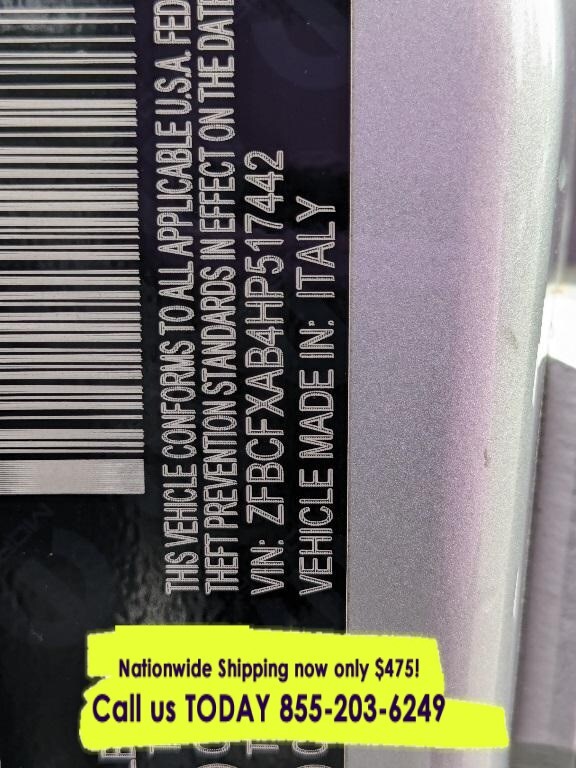 THIS VEHICLE CONFORMS TO ALL APPLICABLE U.S.A. FED
THEFT PREVENTION STANDARDS IN EFFECT ON THE DATE
VIN: ZFBCFXAB4HP517442
VEHICLE MADE IN: ITALY
Nationwide Shipping now only $475!
Call us TODAY 855-203-6249